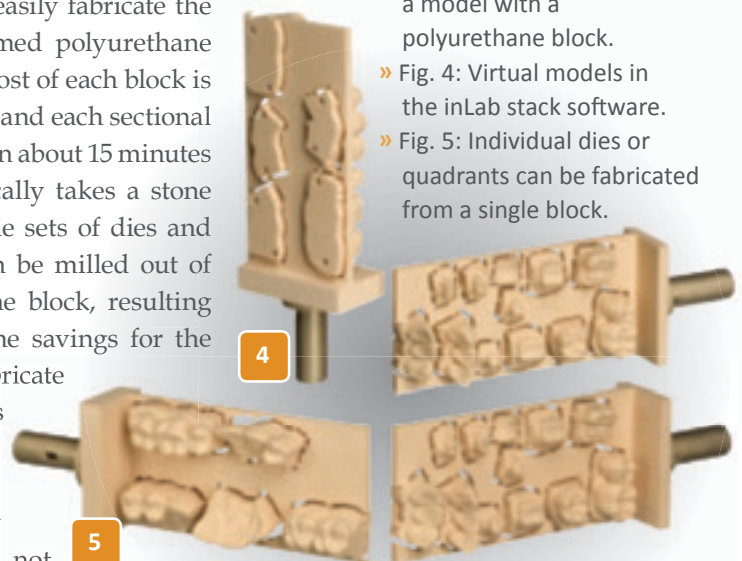 easily fabricate the
med polyurethane
ost of each block is
and each sectional
n about 15 minutes
cally takes a stone
e sets of dies and
n be milled out of
ne block, resulting
ne savings for the
bricate
s
not
a model with a
polyurethane block.
» Fig. 4: Virtual models in
the inLab stack software.
» Fig. 5: Individual dies or
quadrants can be fabricated
from a single block.
4
5